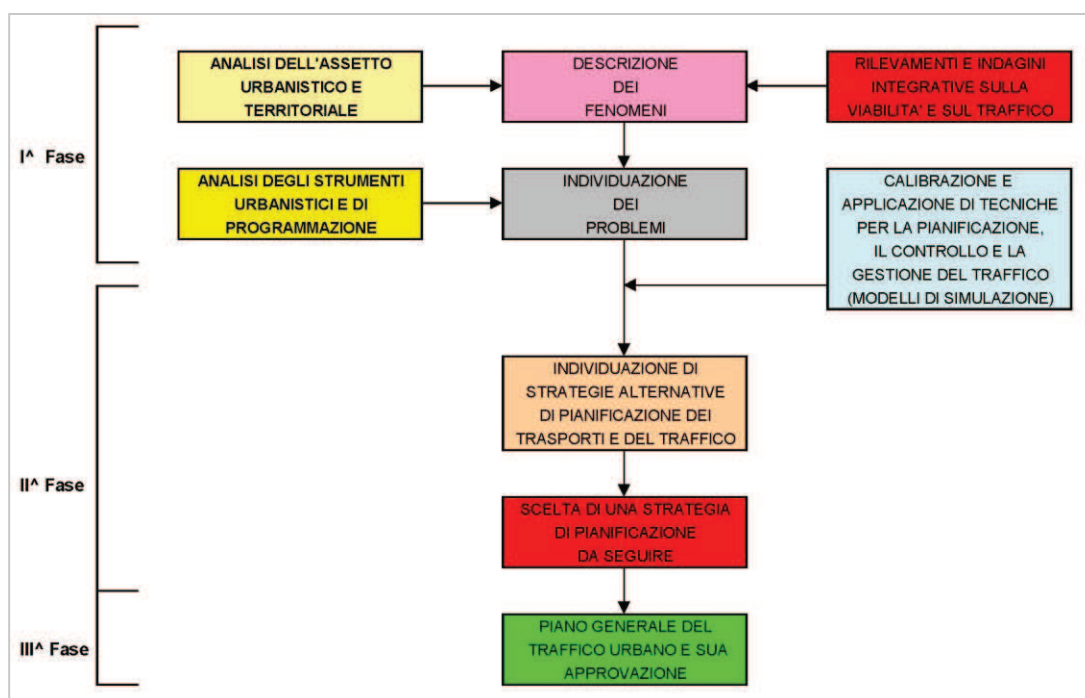 I^ Fase
ANALISI DELL'ASSETTO
URBANISTICO E
TERRITORIALE
DESCRIZIONE
DEI
FENOMENI
RILEVAMENTI E INDAGINI
INTEGRATIVE SULLA
VIABILITA' E SUL TRAFFICO
ANALISI DEGLI STRUMENTI
URBANISTICI E DI
PROGRAMMAZIONE
INDIVIDUAZIONE
DEI
PROBLEMI
CALIBRAZIONE E
APPLICAZIONE DI TECNICHE
PER LA PIANIFICAZIONE,
IL CONTROLLO E LA
GESTIONE DEL TRAFFICO
(MODELLI DI SIMULAZIONE)
II^ Fase
INDIVIDUAZIONE DI
STRATEGIE ALTERNATIVE
DI PIANIFICAZIONE DEI
TRASPORTI E DEL TRAFFICO
SCELTA DI UNA STRATEGIA
DI PIANIFICAZIONE
DA SEGUIRE
III^ Fase
PIANO GENERALE DEL
TRAFFICO URBANO E SUA
APPROVAZIONE